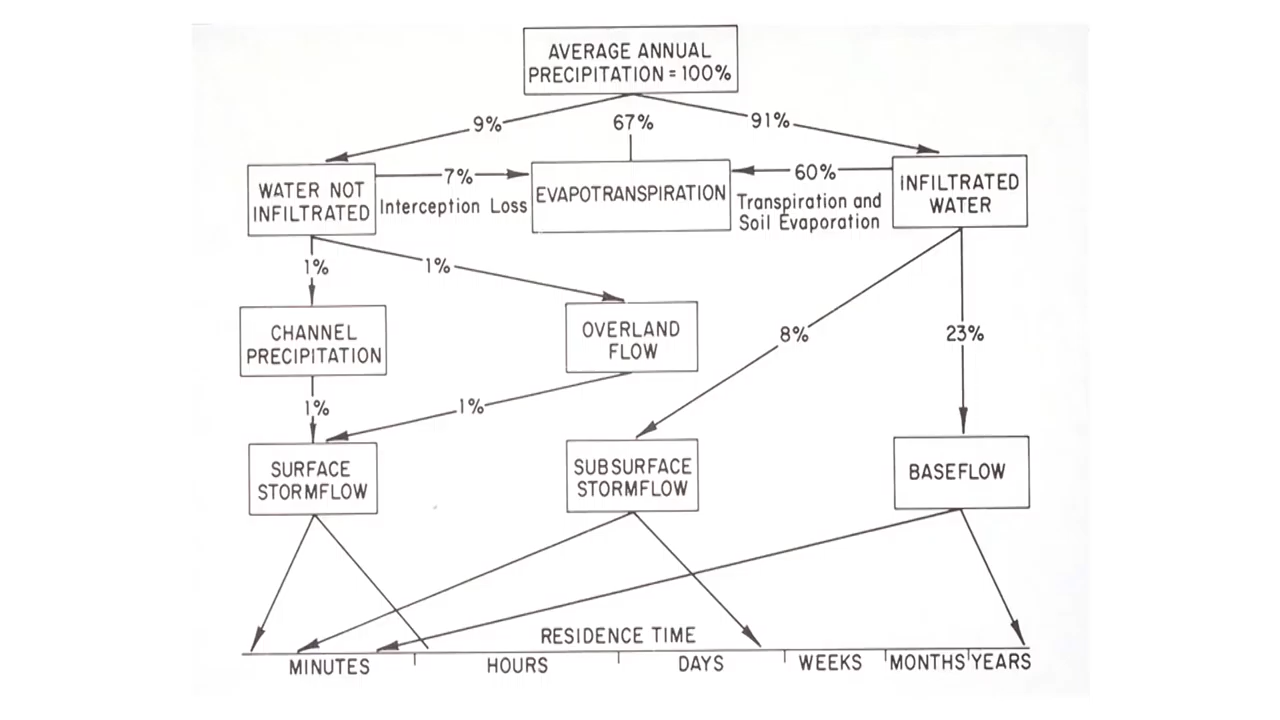 AVERAGE ANNUAL
PRECIPITATION = 100%
9%
67%
91%
WATER NOT
INFILTRATED
7%
Interception Loss
EVAPOTRANSPIRATION
60%
Transpiration and
Soil Evaporation
INFILTRATED
WATER
1%
1%
8%
23%
CHANNEL
PRECIPITATION
OVERLAND
FLOW
1%
1%
SURFACE
STORMFLOW
SUBSURFACE
STORMFLOW
BASEFLOW
RESIDENCE TIME
MINUTES
HOURS
DAYS
WEEKS
MONTHS
YEARS